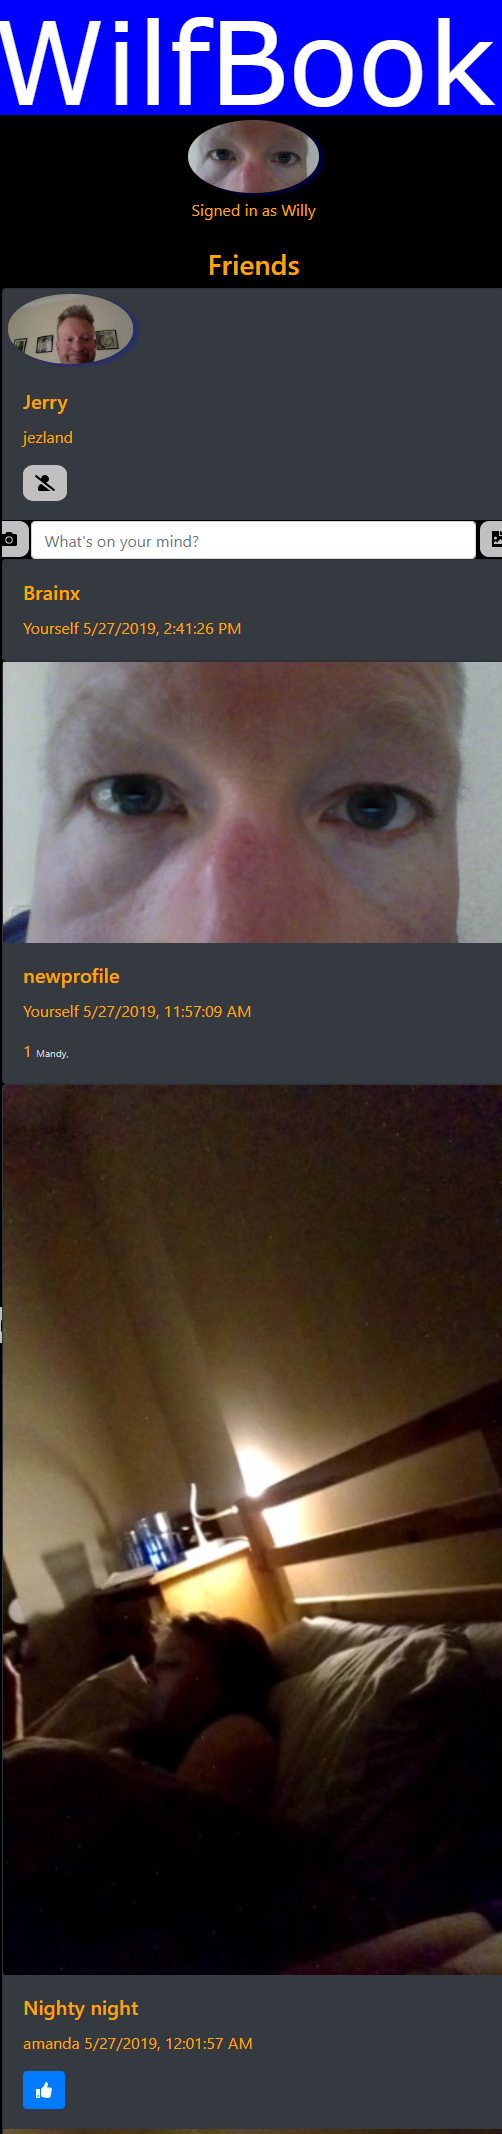 WilfBook
Signed in as Willy
Friends
Jerry
jezland
What's on your mind?
Brainx
Yourself 5/27/2019, 2:41:26 PM
newprofile
Yourself 5/27/2019, 11:57:09 AM
1 Mandy,
Nighty night
amanda 5/27/2019, 12:01:57 AM